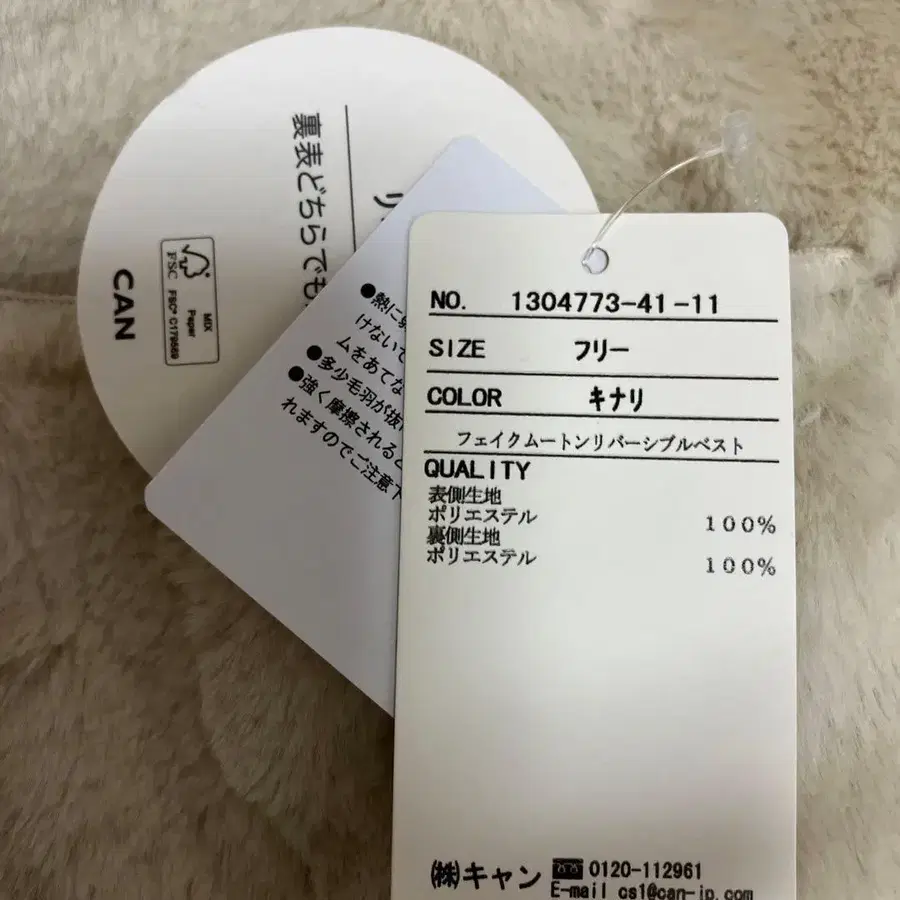 裏表どちらでも
リ
CAN
FSC
MIX
Paper
FSC® C179569
●熱に
けないで
ムをあてな
●多少毛羽が抜
●強く摩擦されると
れますのでご注意下
NO. 1304773-41-11
SIZE フリー
COLOR キナリ
フェイクムートンリバーシブルベスト
QUALITY
表側生地
ポリエステル 100%
裏側生地
ポリエステル 100%
㈱キャン 0120-112961
E-mail cs1@can-jp.com